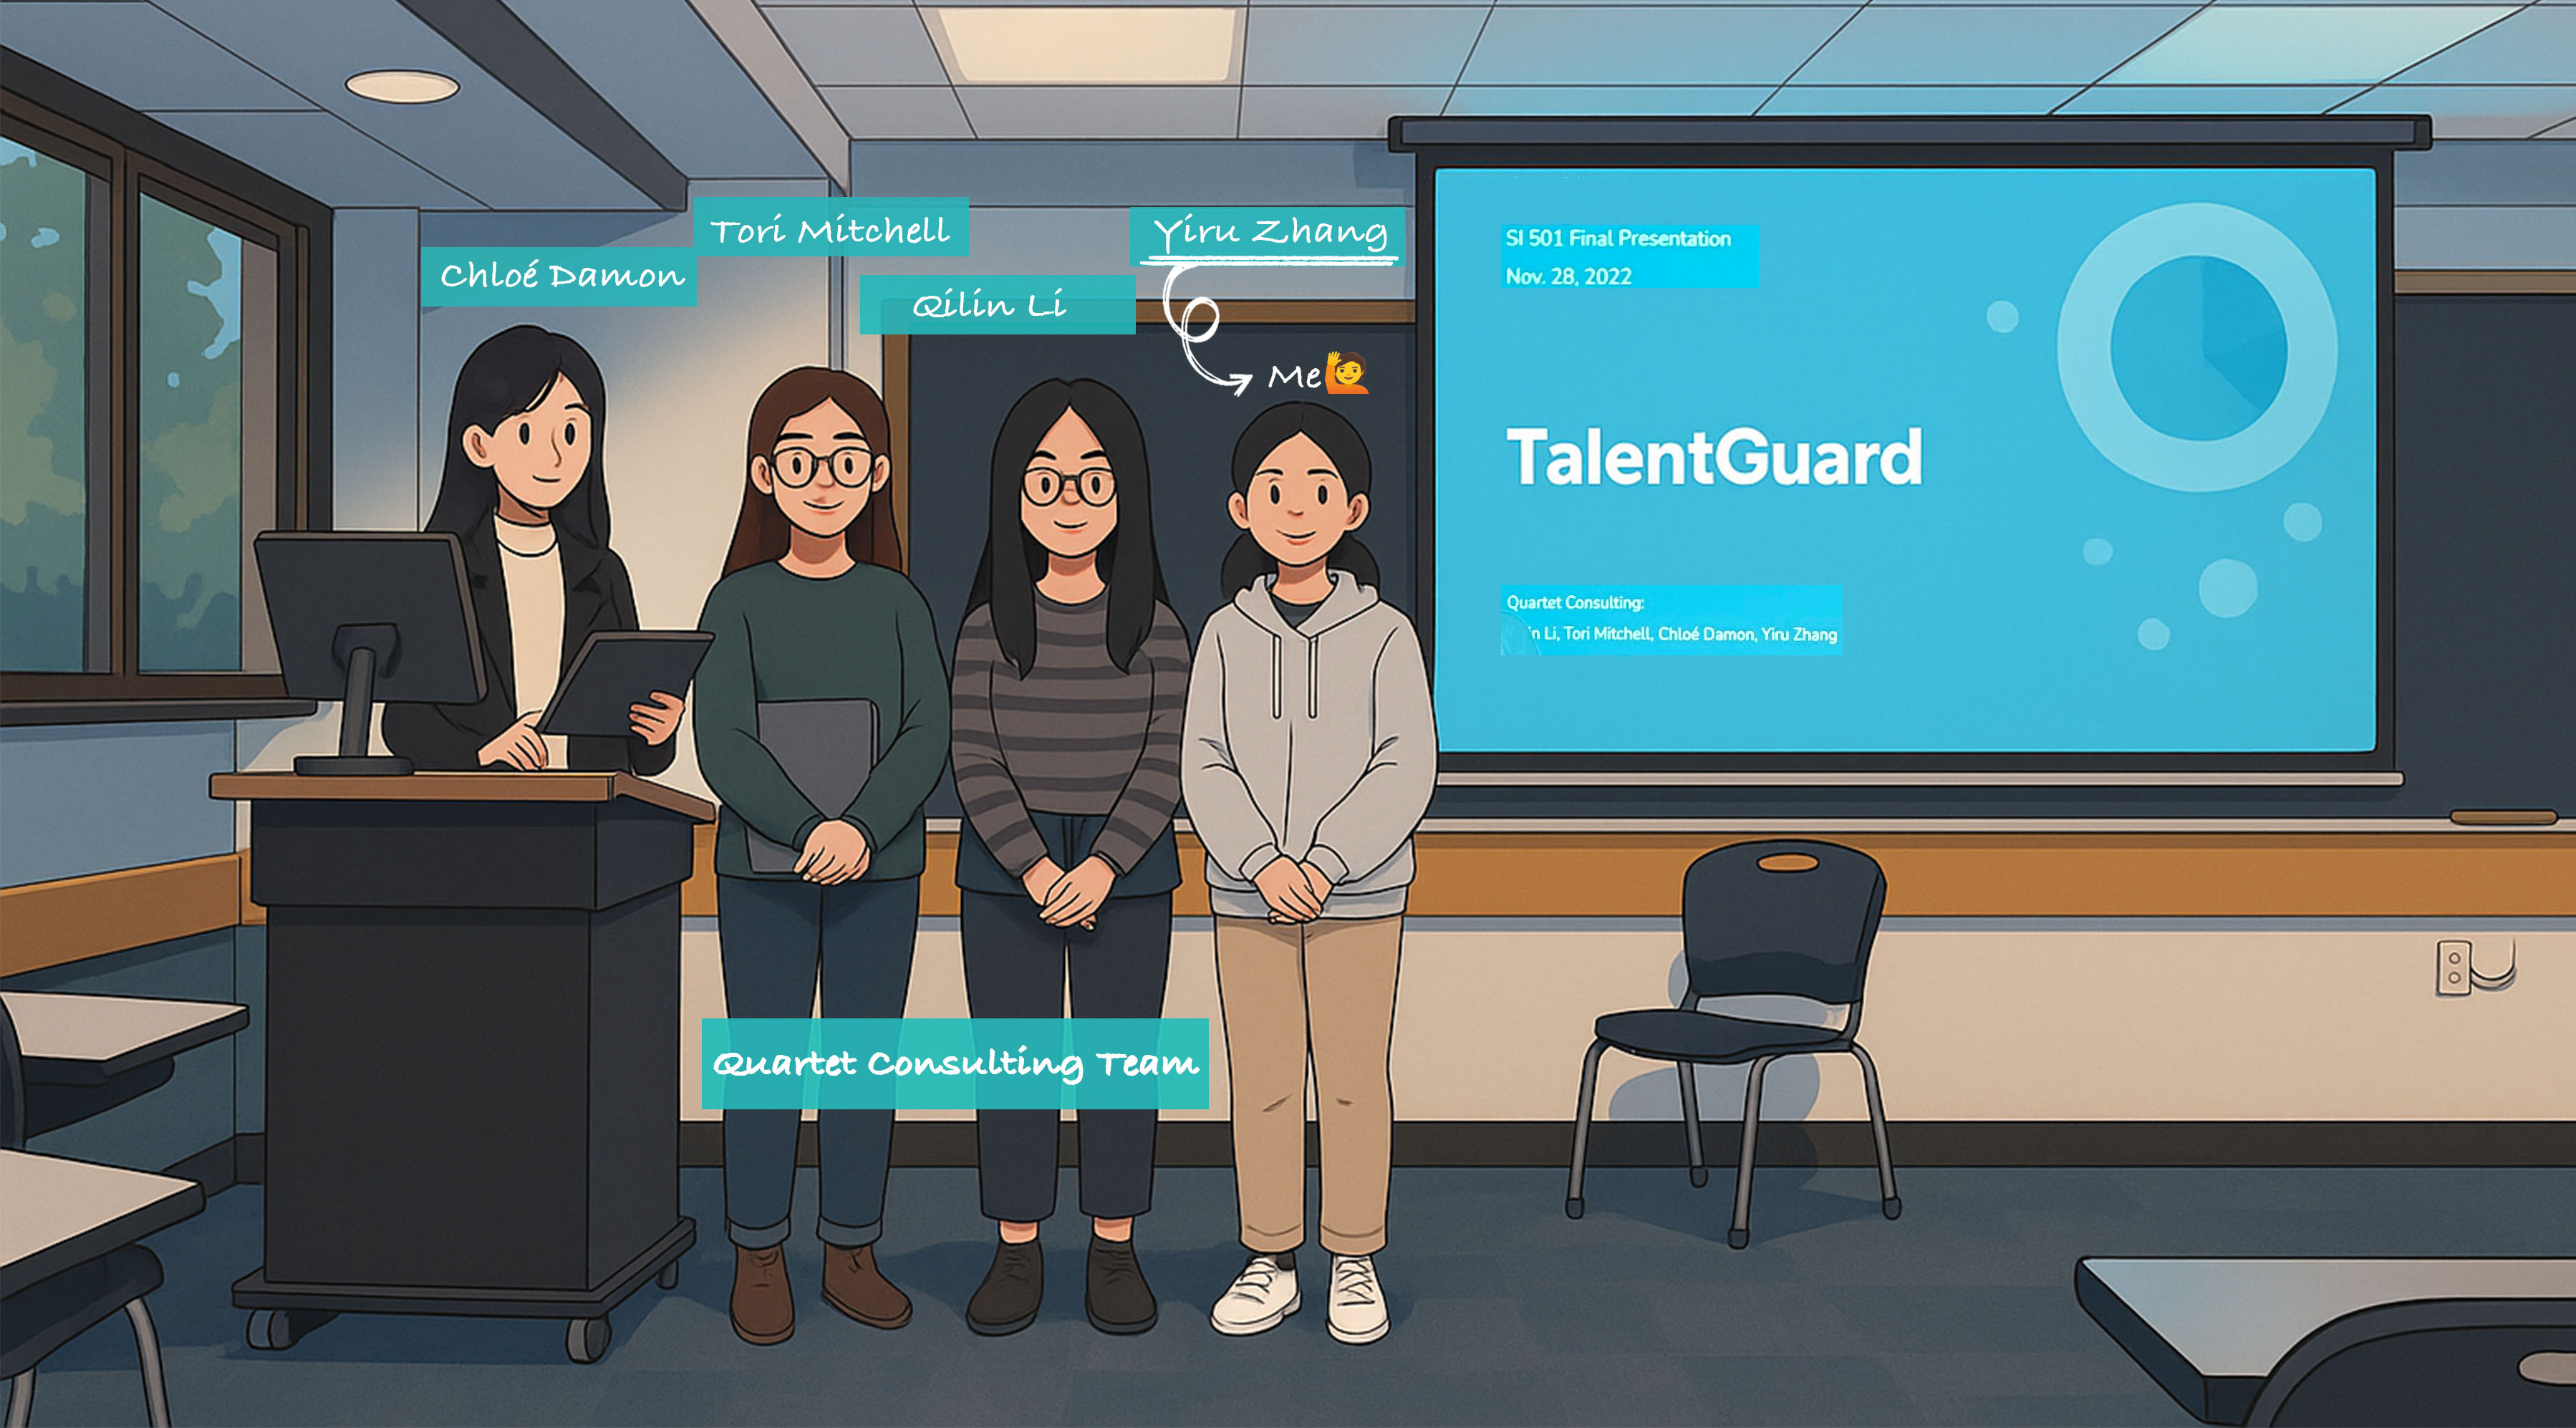 Tori Mitchell
Yiru Zhang
Chloé Damon
Qilin Li
Me
SI 501 Final Presentation
Nov. 28, 2022
TalentGuard
Quartet Consulting:
Li, Tori Mitchell, Chloé Damon, Yiru Zhang
Quartet Consulting Team